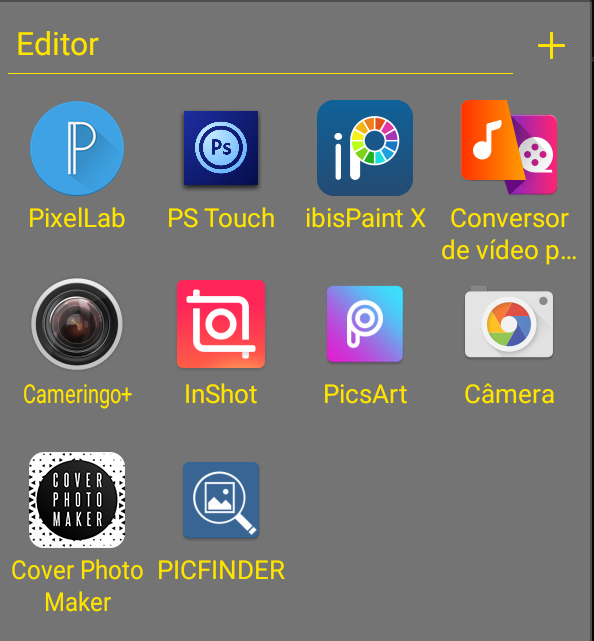 Editor
PixelLab
Ps
PS Touch
iP
ibisPaint X
Conversor
de vídeo p...
Cameringo+
InShot
PicsArt
Câmera
COVER
PHOTO
MAKER
Cover Photo
Maker
PICFINDER